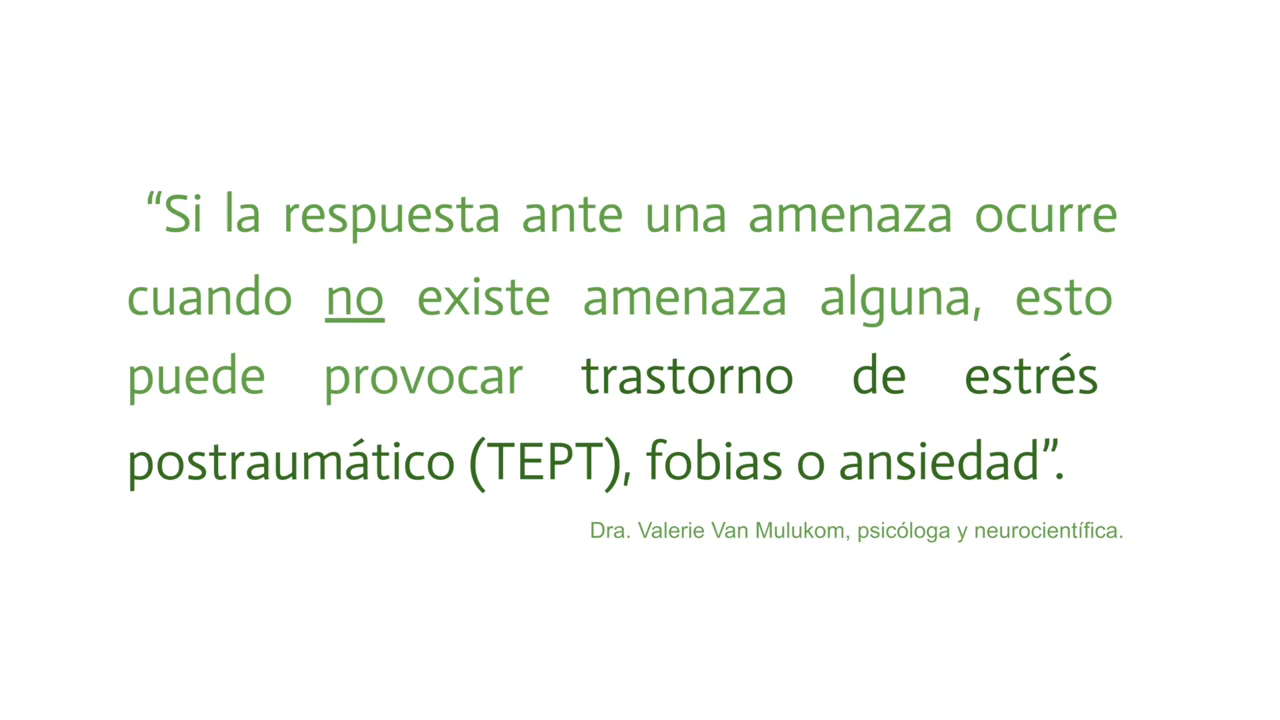 “Si la respuesta ante una amenaza ocurre
cuando no existe amenaza alguna, esto
puede provocar trastorno de estrés
postraumático (TEPT), fobias o ansiedad”.
Dra. Valerie Van Mulukom, psicóloga y neurocientífica.